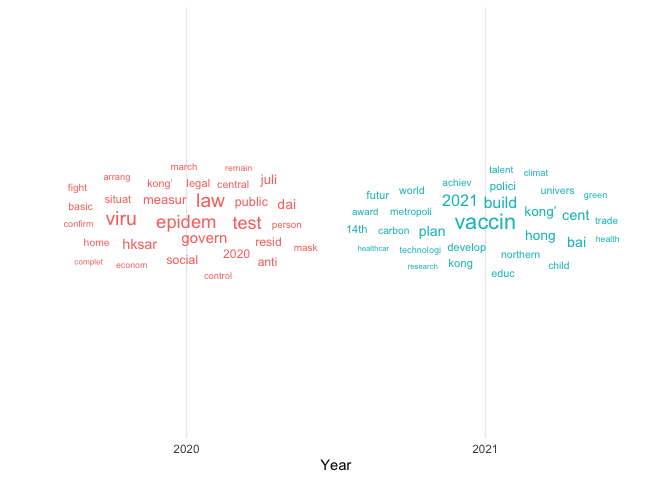 march remain
arrang kong' legal central juli
fight
basic situat measur law public dai
confirm viru epidem test person
home hksar govern resid mask
complet econom social 2020 anti
control
talent climat
futur world achiev polici univers green
award metropoli 2021 build kong' cent trade
14th carbon plan vaccin hong bai health
healthcar technologi develop northern
research kong educ child
2020 2021
Year